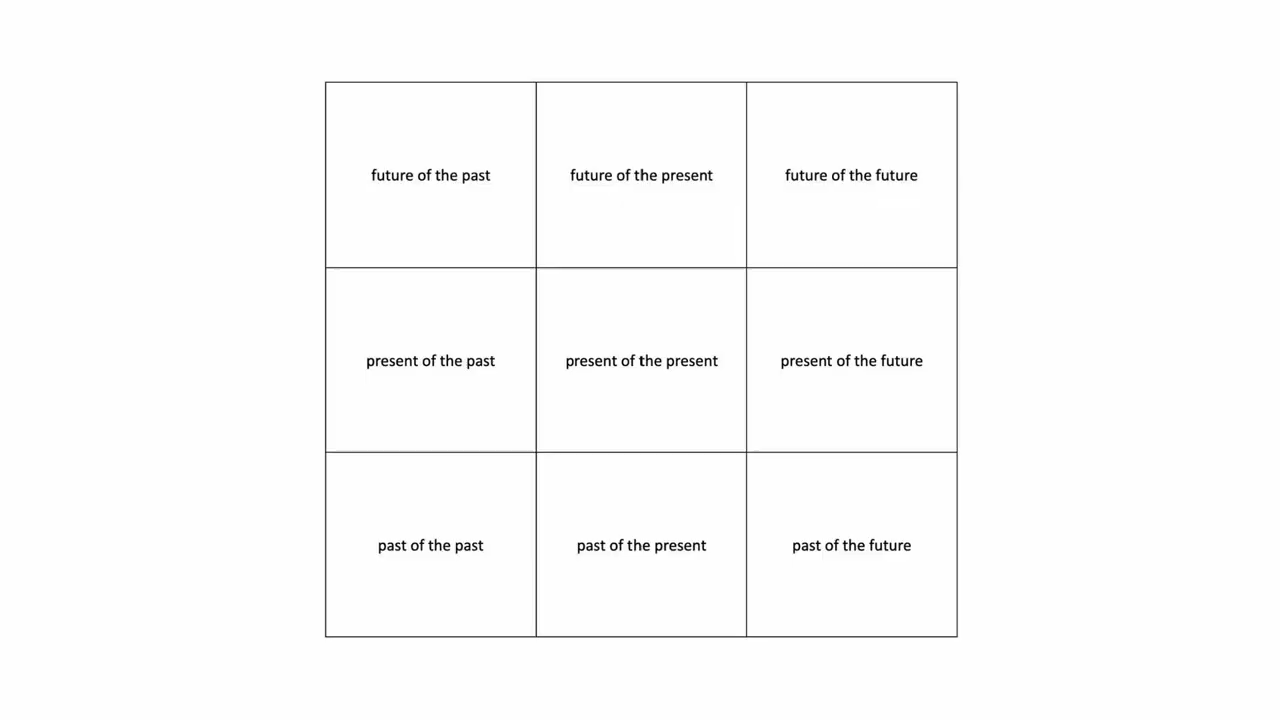 future of the past
future of the present
future of the future
present of the past
present of the present
present of the future
past of the past
past of the present
past of the future